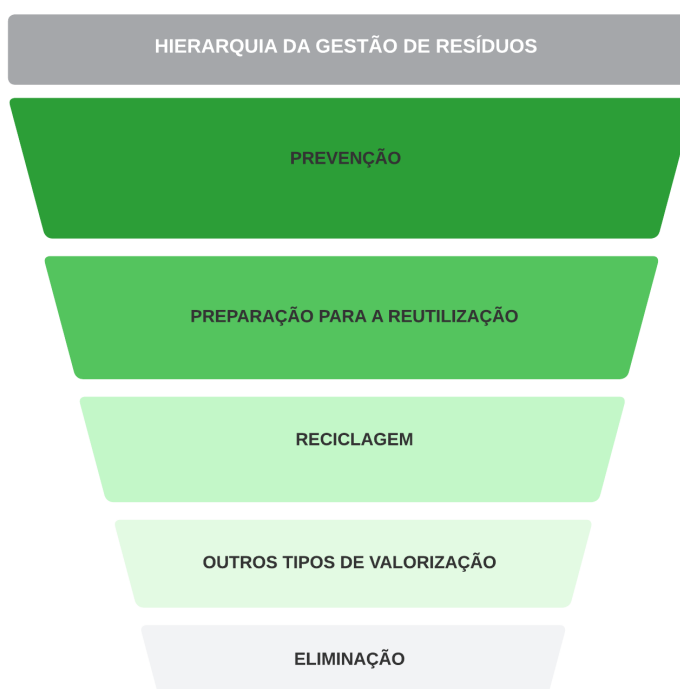 HIERARQUIA DA GESTÃO DE RESÍDUOS
PREVENÇÃO
PREPARAÇÃO PARA A REUTILIZAÇÃO
RECICLAGEM
OUTROS TIPOS DE VALORIZAÇÃO
ELIMINAÇÃO